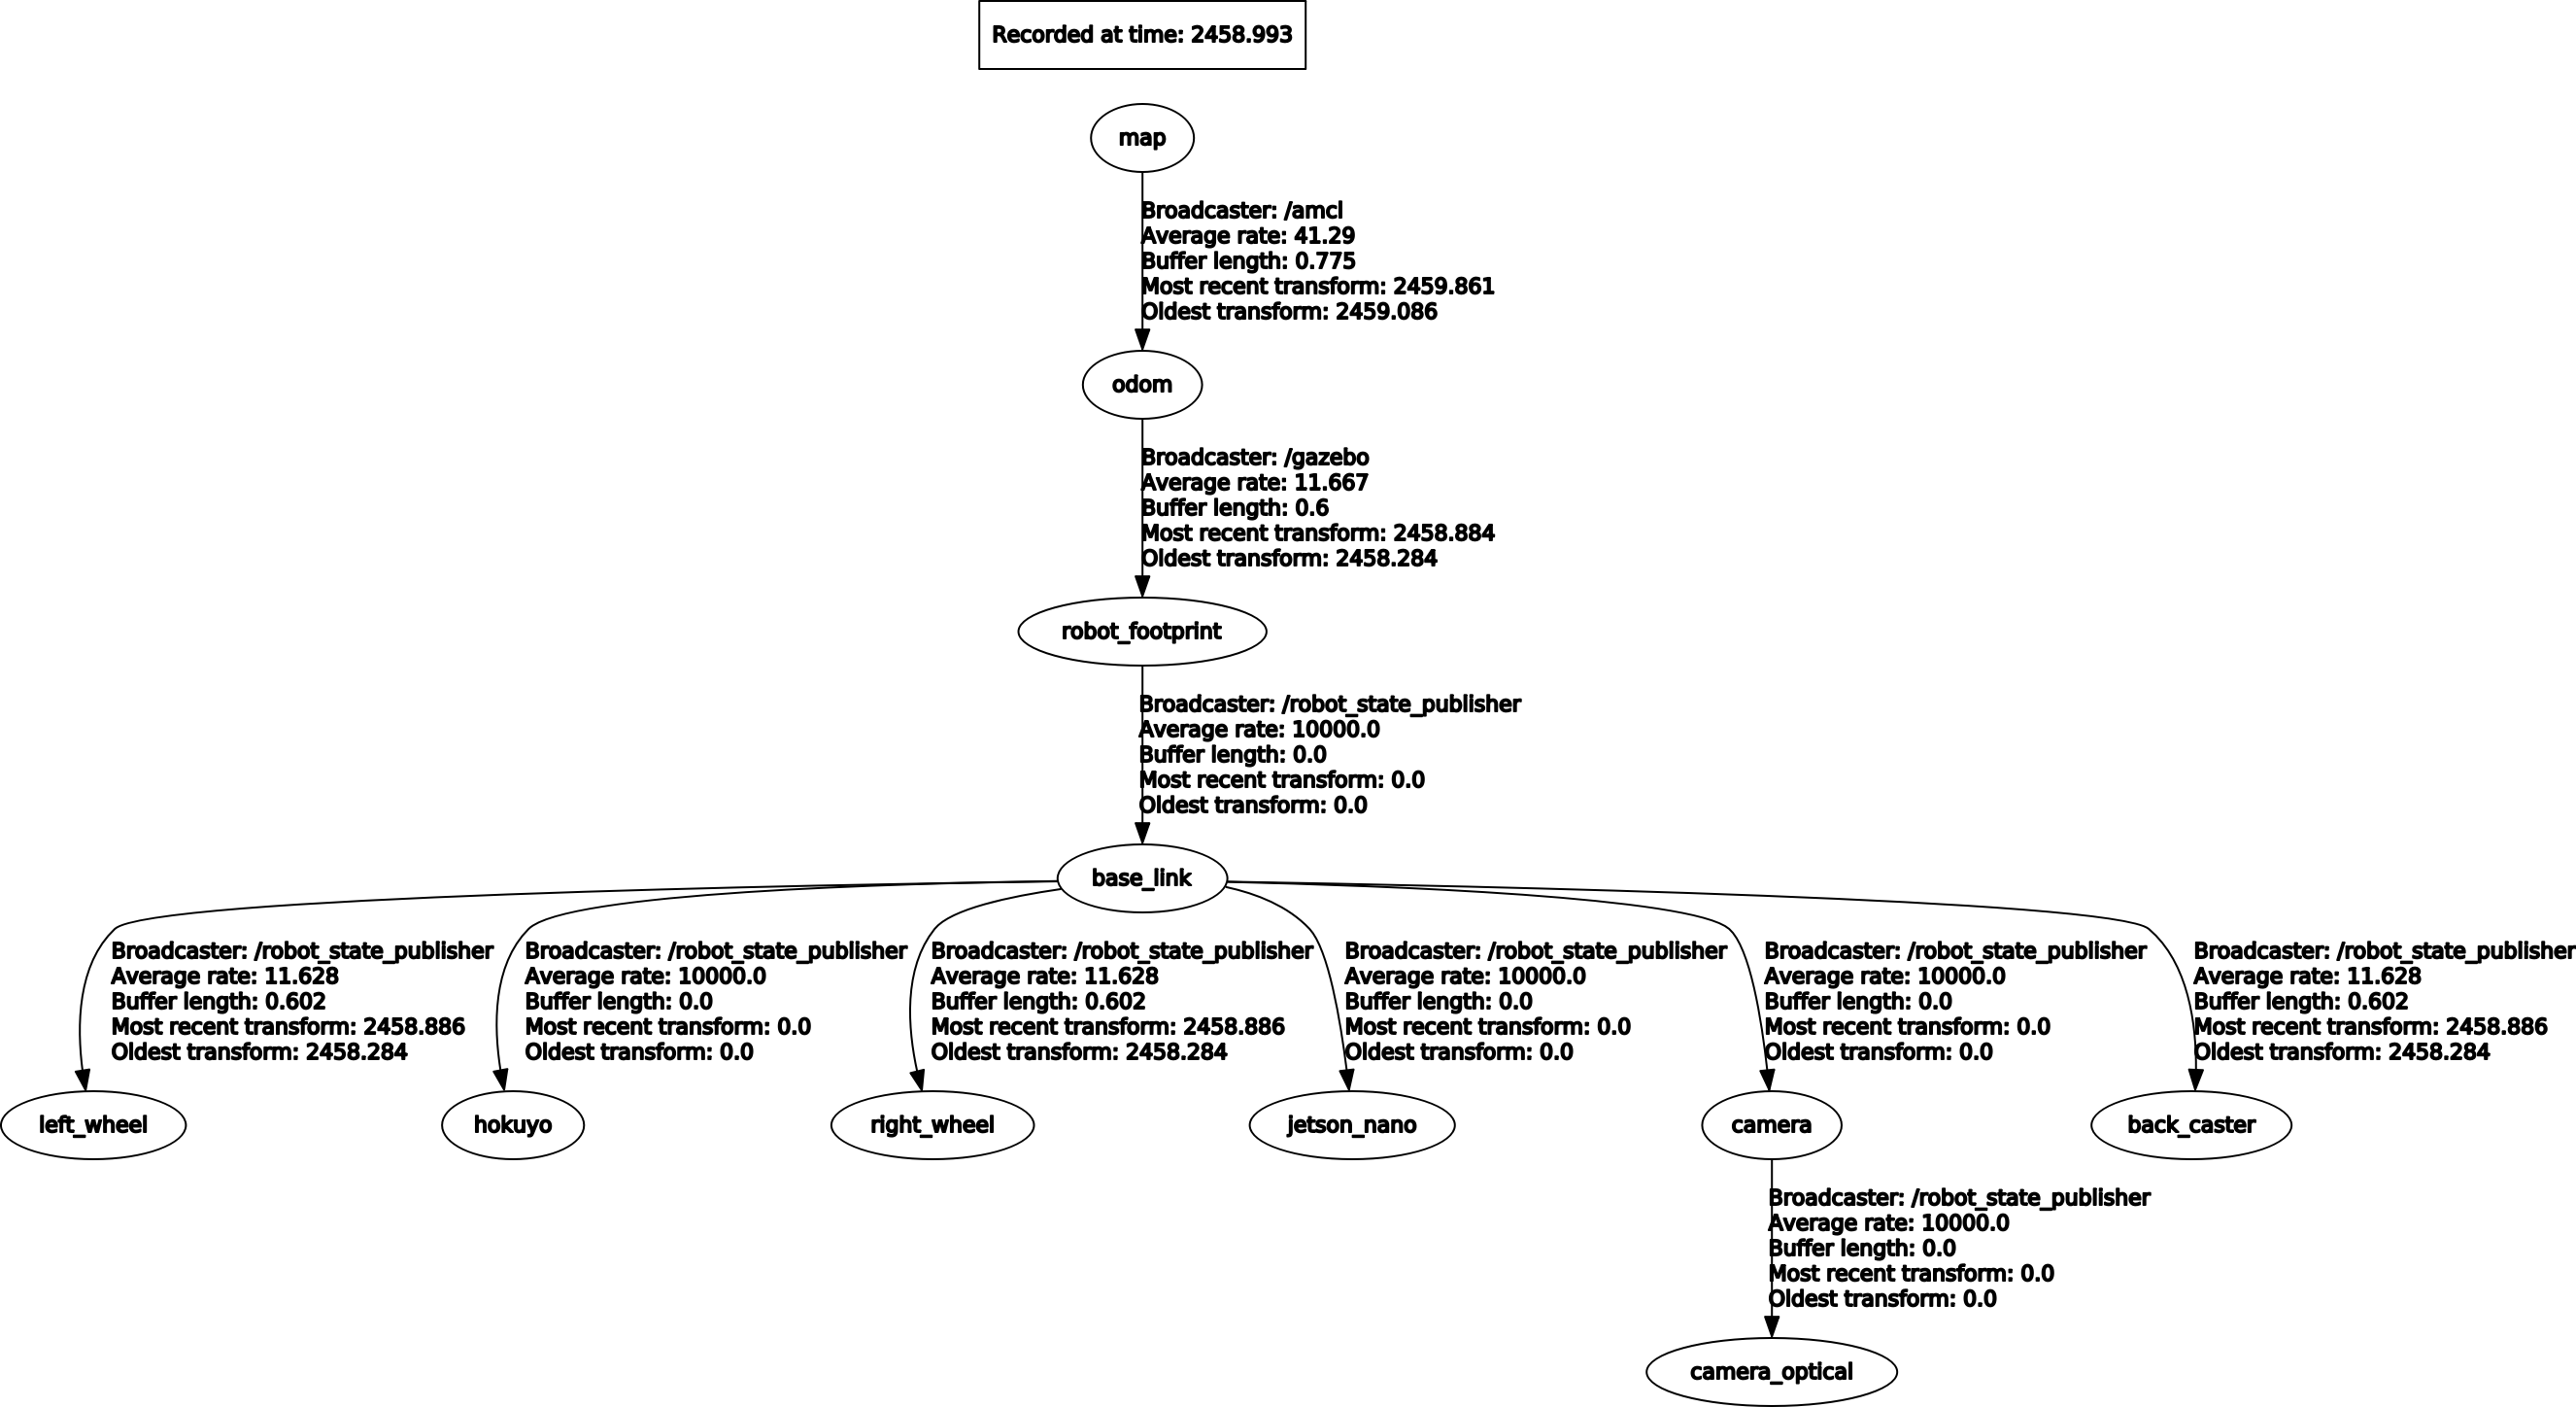 Recorded at time: 2458.993
map
Broadcaster: /amcl
Average rate: 41.29
Buffer length: 0.775
Most recent transform: 2459.861
Oldest transform: 2459.086
odom
Broadcaster: /gazebo
Average rate: 11.667
Buffer length: 0.6
Most recent transform: 2458.884
Oldest transform: 2458.284
robot_footprint
Broadcaster: /robot_state_publisher
Average rate: 10000.0
Buffer length: 0.0
Most recent transform: 0.0
Oldest transform: 0.0
base_link
Broadcaster: /robot_state_publisher
Average rate: 11.628
Buffer length: 0.602
Most recent transform: 2458.886
Oldest transform: 2458.284
Broadcaster: /robot_state_publisher
Average rate: 10000.0
Buffer length: 0.0
Most recent transform: 0.0
Oldest transform: 0.0
Broadcaster: /robot_state_publisher
Average rate: 11.628
Buffer length: 0.602
Most recent transform: 2458.886
Oldest transform: 2458.284
Broadcaster: /robot_state_publisher
Average rate: 10000.0
Buffer length: 0.0
Most recent transform: 0.0
Oldest transform: 0.0
Broadcaster: /robot_state_publisher
Average rate: 10000.0
Buffer length: 0.0
Most recent transform: 0.0
Oldest transform: 0.0
Broadcaster: /robot_state_publisher
Average rate: 11.628
Buffer length: 0.602
Most recent transform: 2458.886
Oldest transform: 2458.284
left_wheel
hokuyo
right_wheel
jetson_nano
camera
back_caster
Broadcaster: /robot_state_publisher
Average rate: 10000.0
Buffer length: 0.0
Most recent transform: 0.0
Oldest transform: 0.0
camera_optical